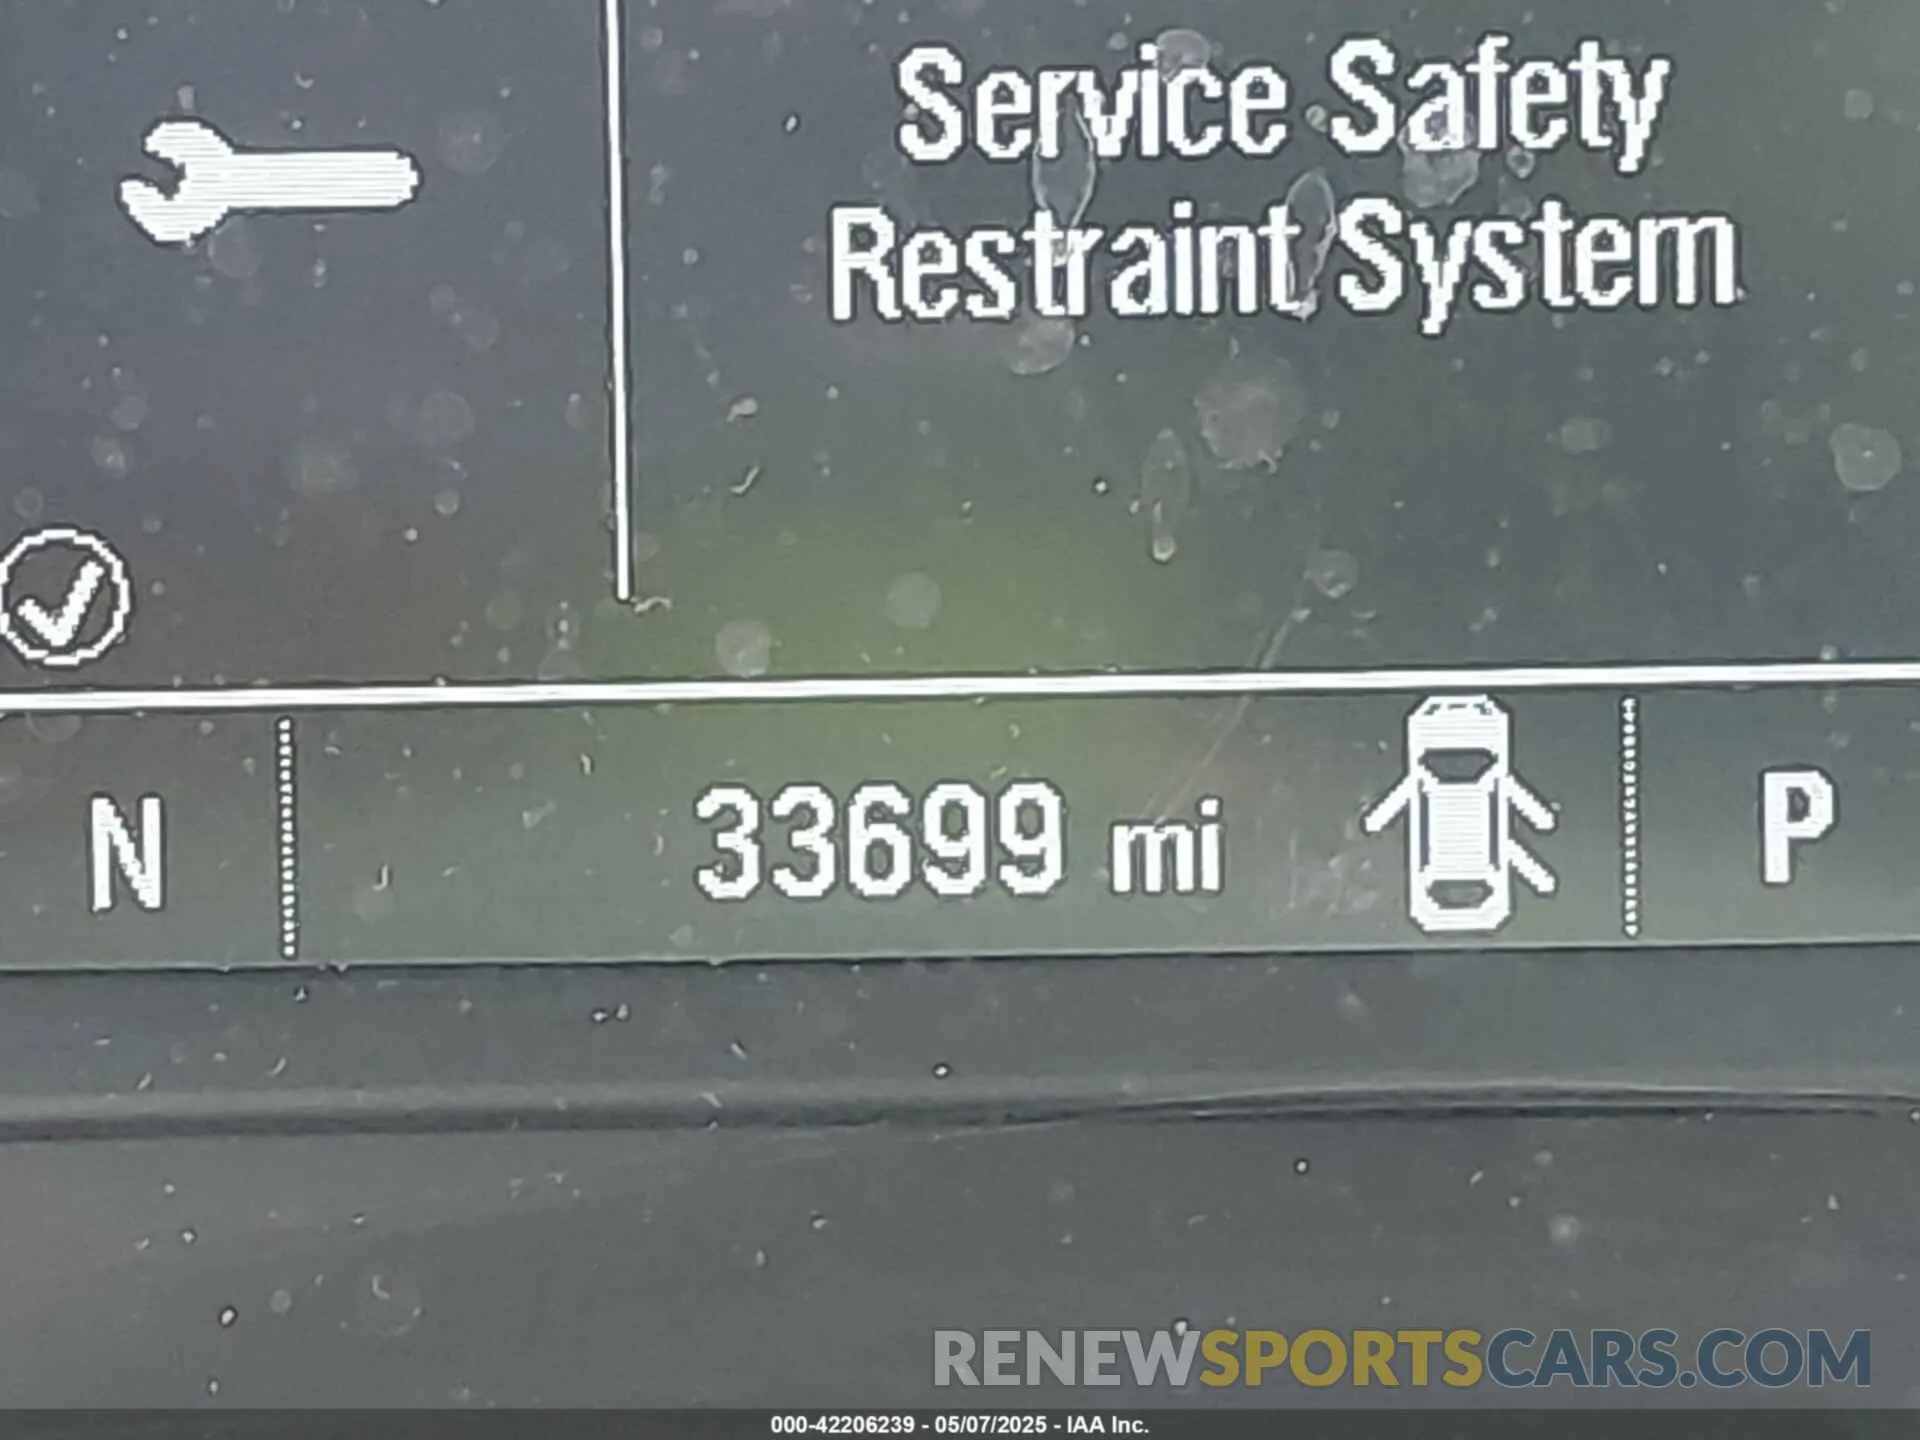 Service Safety
Restraint System
N 33699 mi P
RENEWSPORTSCARS.COM
000-42206239 - 05/07/2025 - IAA Inc.